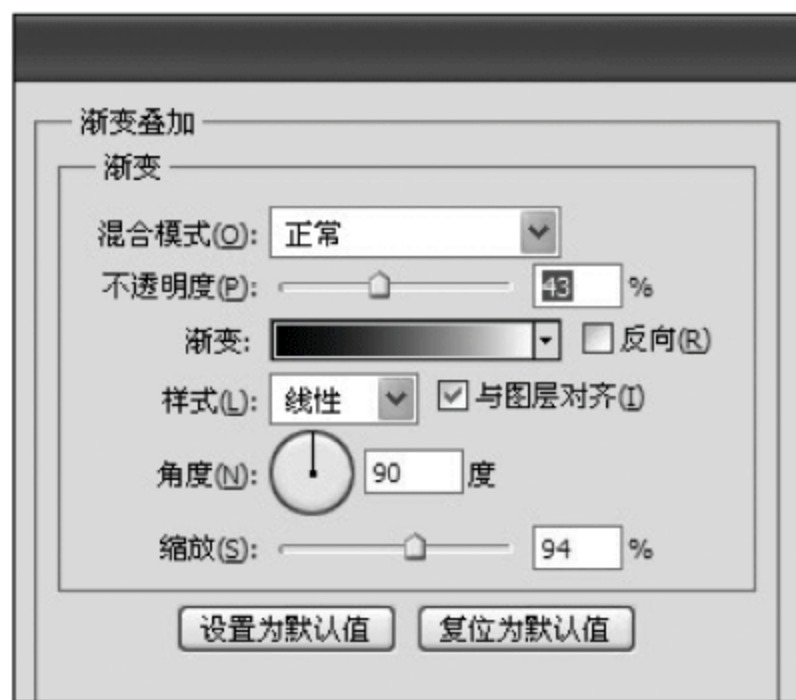 渐变叠加
渐变
混合模式(O): 正常
不透明度(P): 43 %
渐变: 反向(R)
样式(L): 线性 与图层对齐(I)
角度(N): 90 度
缩放(S): 94 %
设置为默认值 复位为默认值